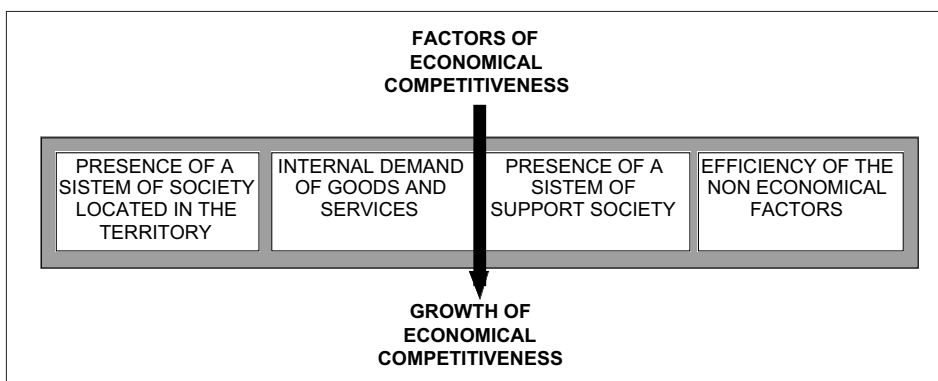 FACTORS OF
ECONOMICAL
COMPETITIVENESS
PRESENCE OF A
SISTEM OF SOCIETY
LOCATED IN THE
TERRITORY
INTERNAL DEMAND
OF GOODS AND
SERVICES
PRESENCE OF A
SISTEM OF
SUPPORT SOCIETY
EFFICIENCY OF THE
NON ECONOMICAL
FACTORS
GROWTH OF
ECONOMICAL
COMPETITIVENESS